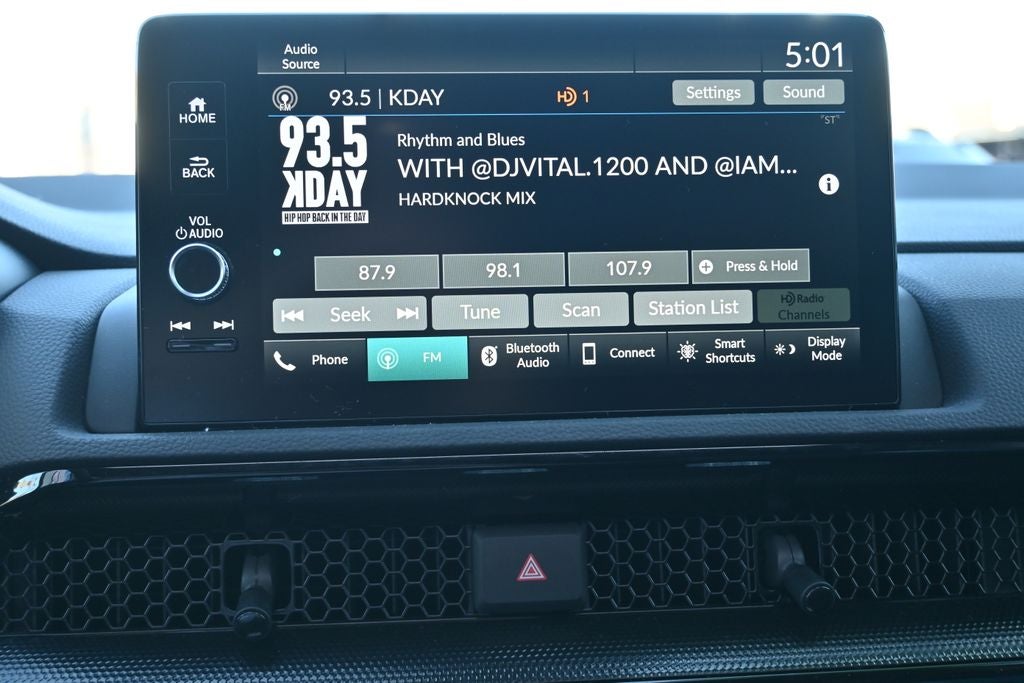 Audio
Source
5:01
FM
93.5 | KDAY
HD 1
Settings
Sound
"ST"
HOME
BACK
VOL
AUDIO
93.5
KDAY
HIP HOP BACK IN THE DAY
Rhythm and Blues
WITH @DJVITAL.1200 AND @IAM...
HARDKNOCK MIX
i
87.9
98.1
107.9
+ Press & Hold
Seek
Tune
Scan
Station List
HD Radio
Channels
Phone
FM
Bluetooth
Audio
Connect
Smart
Shortcuts
Display
Mode